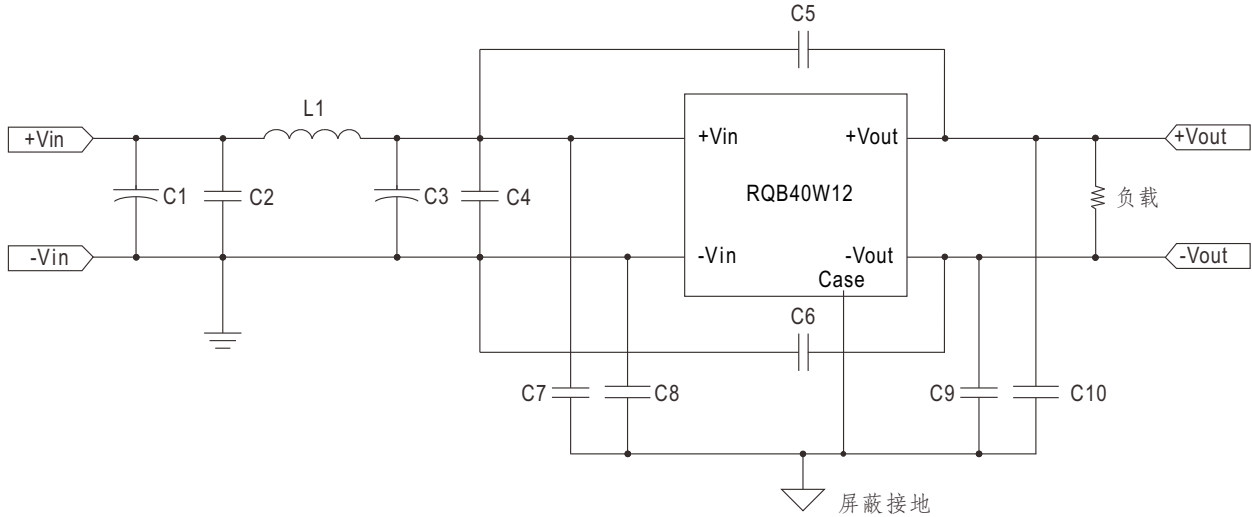 C5
L1
+Vin
+Vin
+Vout
+Vout
C1
C2
C3
C4
RQB40W12
负载
-Vin
-Vin
-Vout
-Vout
Case
C6
C7
C8
C9
C10
屏蔽接地